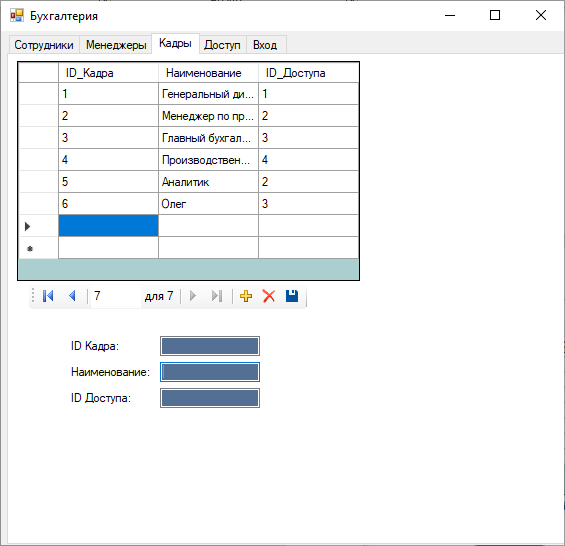 Бухгалтерия
Сотрудники Менеджеры Кадры Доступ Вход
ID_Кадра Наименование ID_Доступа
1 Генеральный ди... 1
2 Менеджер по пр... 2
3 Главный бухгал... 3
4 Производствен... 4
5 Аналитик 2
6 Олег 3
7 для 7
ID Кадра:
Наименование:
ID Доступа: